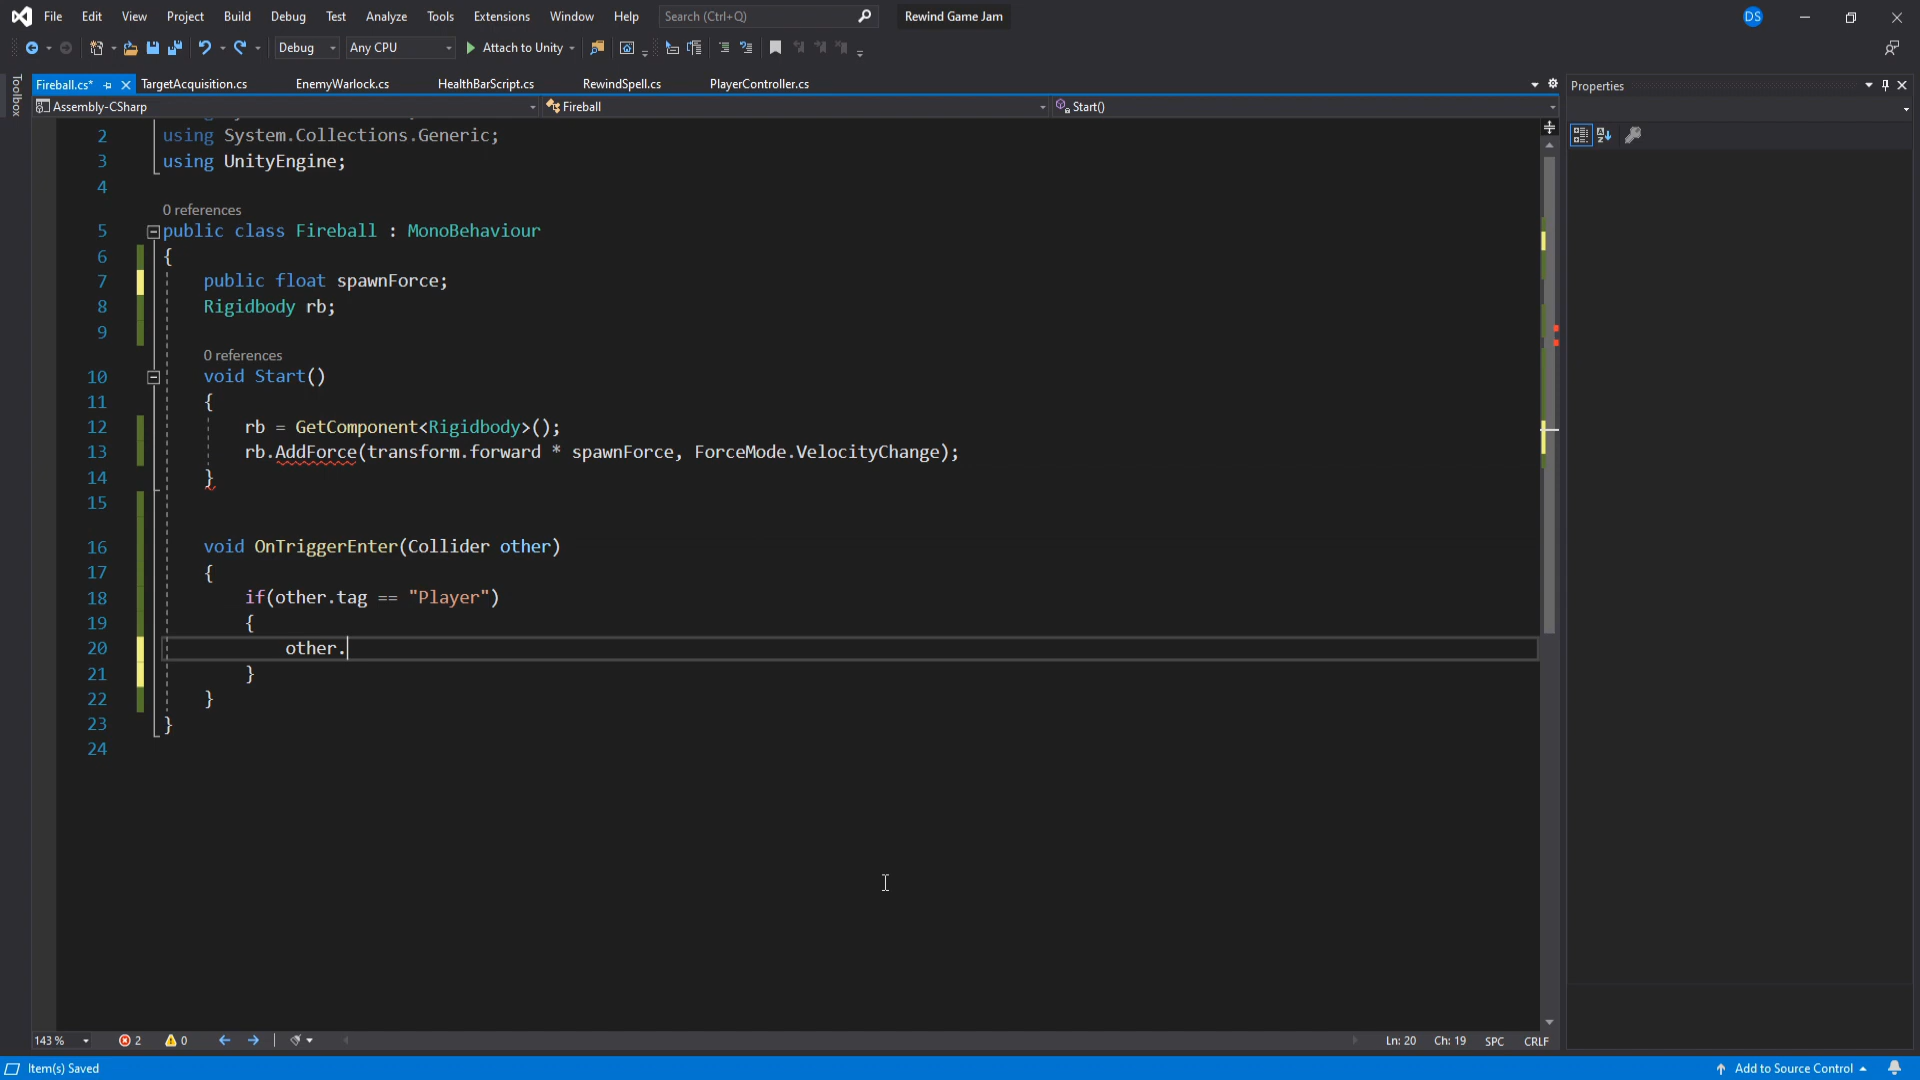 File Edit View Project Build Debug Test Analyze Tools Extensions Window Help Search (Ctrl+Q) Rewind Game Jam DS
Debug Any CPU Attach to Unity
Toolbox
Fireball.cs* TargetAcquisition.cs EnemyWarlock.cs HealthBarScript.cs RewindSpell.cs PlayerController.cs
Properties
Assembly-CSharp Fireball Start()
2 using System.Collections.Generic;
3 using UnityEngine;
4
0 references
5 public class Fireball : MonoBehaviour
6 {
7 public float spawnForce;
8 Rigidbody rb;
9
0 references
10 void Start()
11 {
12 rb = GetComponent<Rigidbody>();
13 rb.AddForce(transform.forward * spawnForce, ForceMode.VelocityChange);
14 }
15
16 void OnTriggerEnter(Collider other)
17 {
18 if(other.tag == "Player")
19 {
20 other.
21 }
22 }
23 }
24
143 % 2 0 Ln: 20 Ch: 19 SPC CRLF
Item(s) Saved Add to Source Control